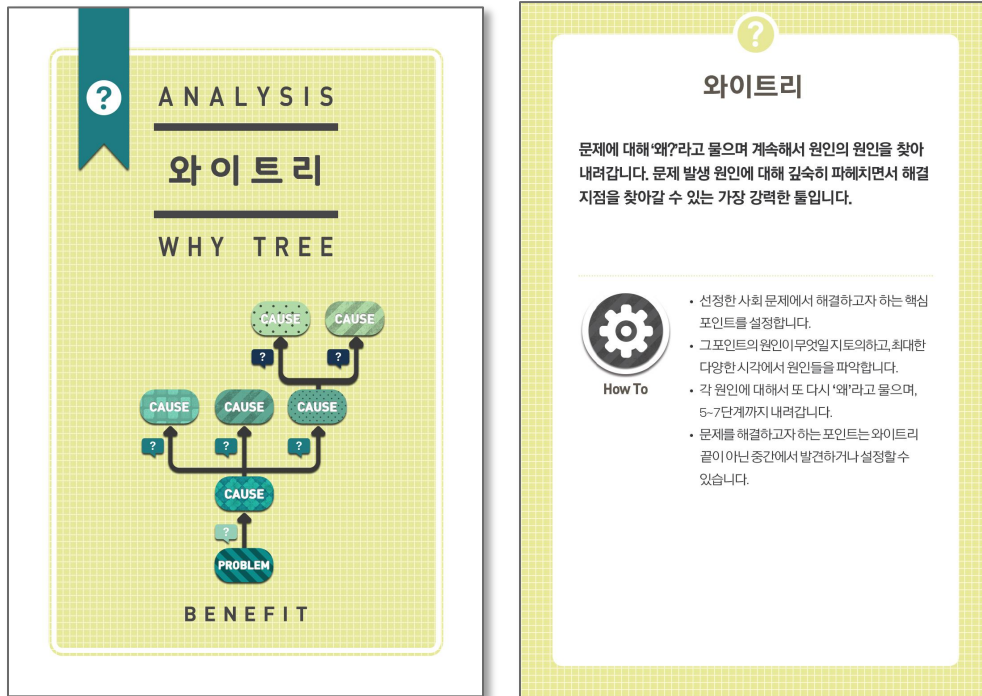 ?
ANALYSIS
와이트리
WHY TREE
CAUSE CAUSE
? ?
CAUSE CAUSE CAUSE
? ? ?
CAUSE
?
PROBLEM
BENEFIT
?
와이트리
문제에 대해 '왜?'라고 물으며 계속해서 원인의 원인을 찾아
내려갑니다. 문제 발생 원인에 대해 깊숙히 파헤치면서 해결
지점을 찾아갈 수 있는 가장 강력한 툴입니다.
How To
• 선정한 사회 문제에서 해결하고자 하는 핵심
포인트를 설정합니다.
• 그 포인트의 원인이 무엇일지 토의하고, 최대한
다양한 시각에서 원인들을 파악합니다.
• 각 원인에 대해서 또 다시 '왜'라고 물으며,
5~7단계까지 내려갑니다.
• 문제를 해결하고자 하는 포인트는 와이트리
끝이 아닌 중간에서 발견하거나 설정할 수
있습니다.